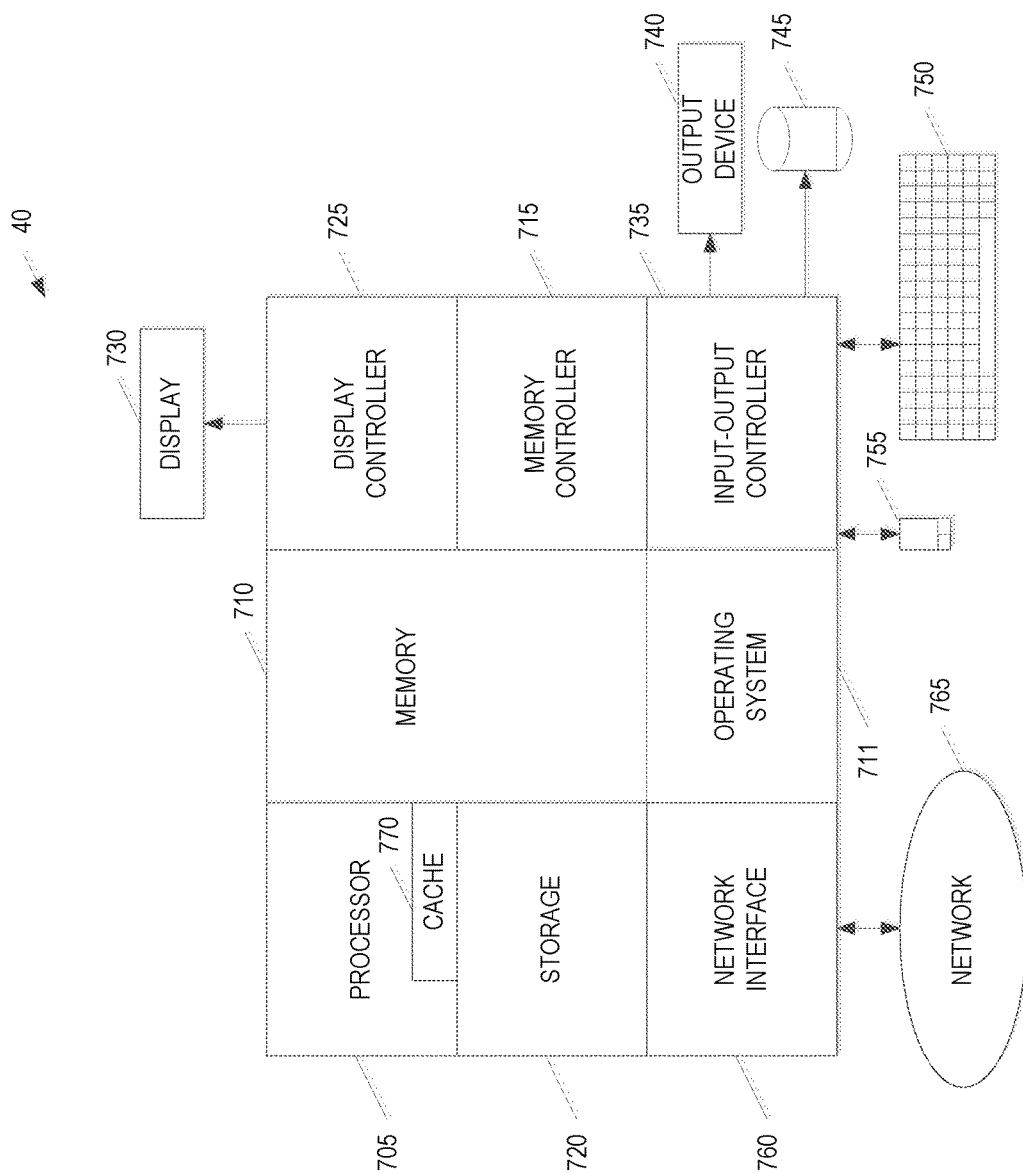 40
730
DISPLAY
710
725
DISPLAY
CONTROLLER
715
MEMORY
CONTROLLER
735
INPUT-OUTPUT
CONTROLLER
740
OUTPUT
DEVICE
745
750
755
MEMORY
OPERATING
SYSTEM
711
PROCESSOR
770
CACHE
705
STORAGE
720
NETWORK
INTERFACE
760
765
NETWORK